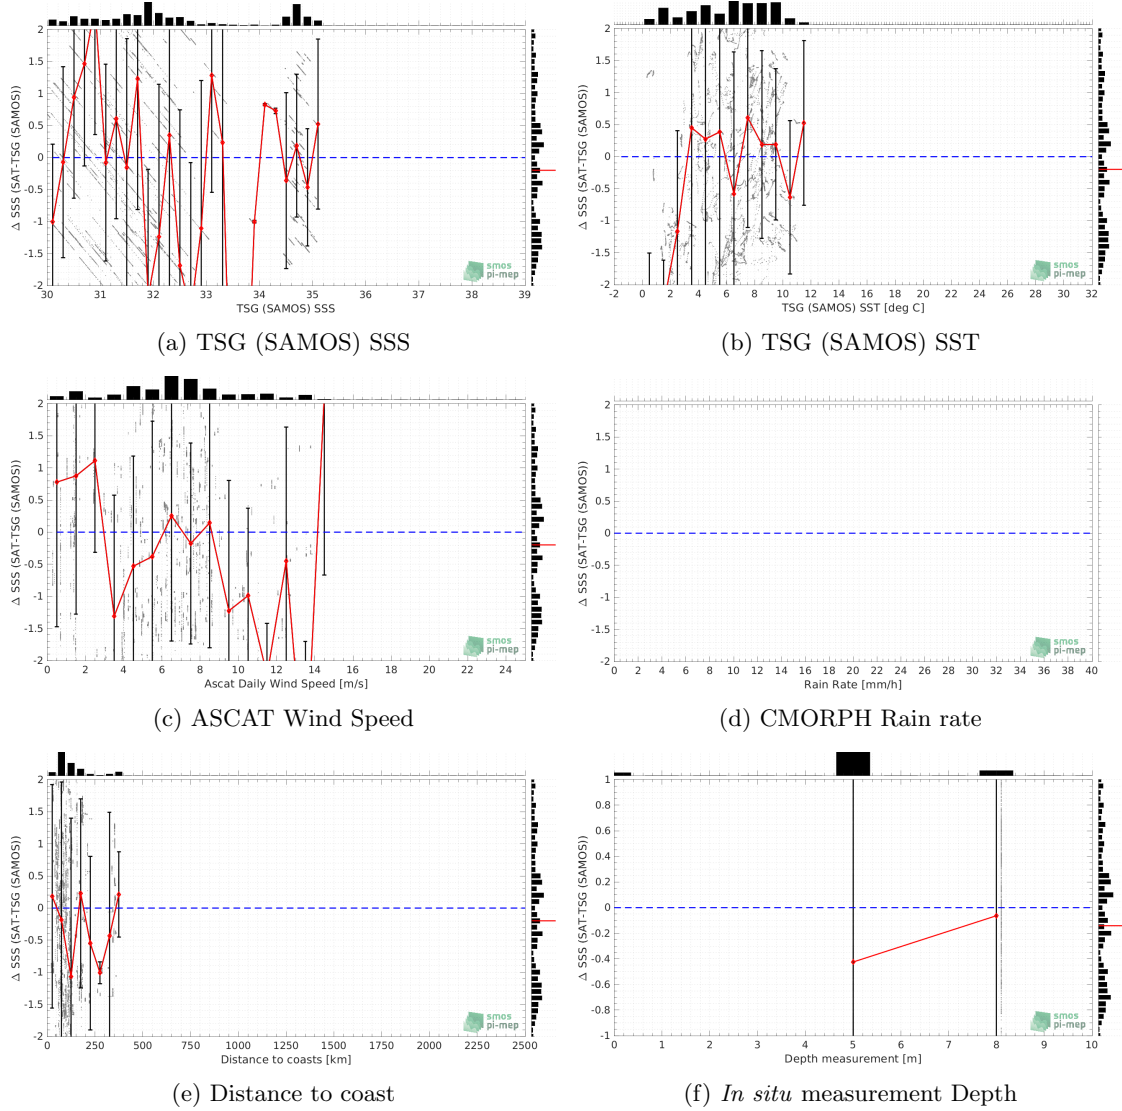 2
1.5
1
0.5
0
-0.5
-1
-1.5
-2
Δ SSS (SAT-TSG (SAMOS))
30 31 32 33 34 35 36 37 38 39
TSG (SAMOS) SSS
smos
pi-mep
(a) TSG (SAMOS) SSS
2
1.5
1
0.5
0
-0.5
-1
-1.5
-2
Δ SSS (SAT-TSG (SAMOS))
-2 0 2 4 6 8 10 12 14 16 18 20 22 24 26 28 30 32
TSG (SAMOS) SST [deg C]
smos
pi-mep
(b) TSG (SAMOS) SST
2
1.5
1
0.5
0
-0.5
-1
-1.5
-2
Δ SSS (SAT-TSG (SAMOS))
0 2 4 6 8 10 12 14 16 18 20 22 24
Ascat Daily Wind Speed [m/s]
smos
pi-mep
(c) ASCAT Wind Speed
2
1.5
1
0.5
0
-0.5
-1
-1.5
-2
Δ SSS (SAT-TSG (SAMOS))
0 2 4 6 8 10 12 14 16 18 20 22 24 26 28 30 32 34 36 38 40
Rain Rate [mm/h]
smos
pi-mep
(d) CMORPH Rain rate
2
1.5
1
0.5
0
-0.5
-1
-1.5
-2
Δ SSS (SAT-TSG (SAMOS))
0 250 500 750 1000 1250 1500 1750 2000 2250 2500
Distance to coasts [km]
smos
pi-mep
(e) Distance to coast
1
0.8
0.6
0.4
0.2
0
-0.2
-0.4
-0.6
-0.8
-1
Δ SSS (SAT-TSG (SAMOS))
0 1 2 3 4 5 6 7 8 9 10
Depth measurement [m]
smos
pi-mep
(f) In situ measurement Depth